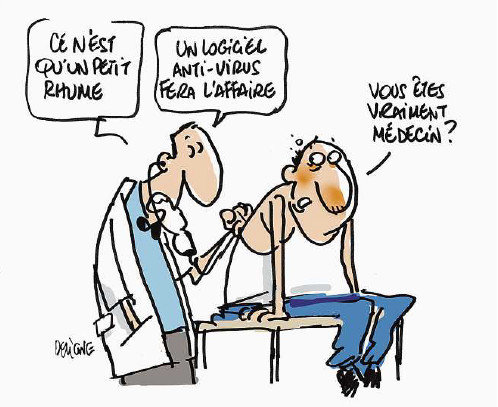 CE N'EST
QU'UN PETIT
RHUME
UN LOGICIEL
ANTI-VIRUS
FERA L'AFFAIRE
VOUS ÊTES
VRAIMENT
MÉDECIN?
DELIGNE